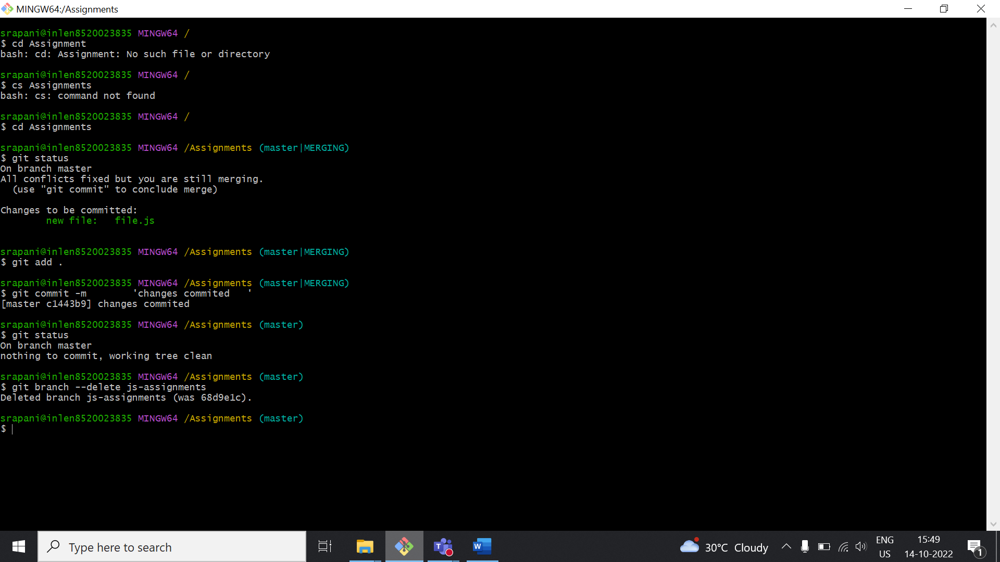 MINGW64:/Assignments
srapani@inlen8520023835 MINGW64 /
$ cd Assignment
bash: cd: Assignment: No such file or directory
srapani@inlen8520023835 MINGW64 /
$ cs Assignments
bash: cs: command not found
srapani@inlen8520023835 MINGW64 /
$ cd Assignments
srapani@inlen8520023835 MINGW64 /Assignments (master|MERGING)
$ git status
On branch master
All conflicts fixed but you are still merging.
  (use "git commit" to conclude merge)
Changes to be committed:
        new file:   file.js
srapani@inlen8520023835 MINGW64 /Assignments (master|MERGING)
$ git add .
srapani@inlen8520023835 MINGW64 /Assignments (master|MERGING)
$ git commit -m        'changes commited   '
[master c1443b9] changes commited
srapani@inlen8520023835 MINGW64 /Assignments (master)
$ git status
On branch master
nothing to commit, working tree clean
srapani@inlen8520023835 MINGW64 /Assignments (master)
$ git branch --delete js-assignments
Deleted branch js-assignments (was 68d9e1c).
srapani@inlen8520023835 MINGW64 /Assignments (master)
$
Type here to search
T
W
30°C Cloudy
ENG
US
15:49
14-10-2022
1